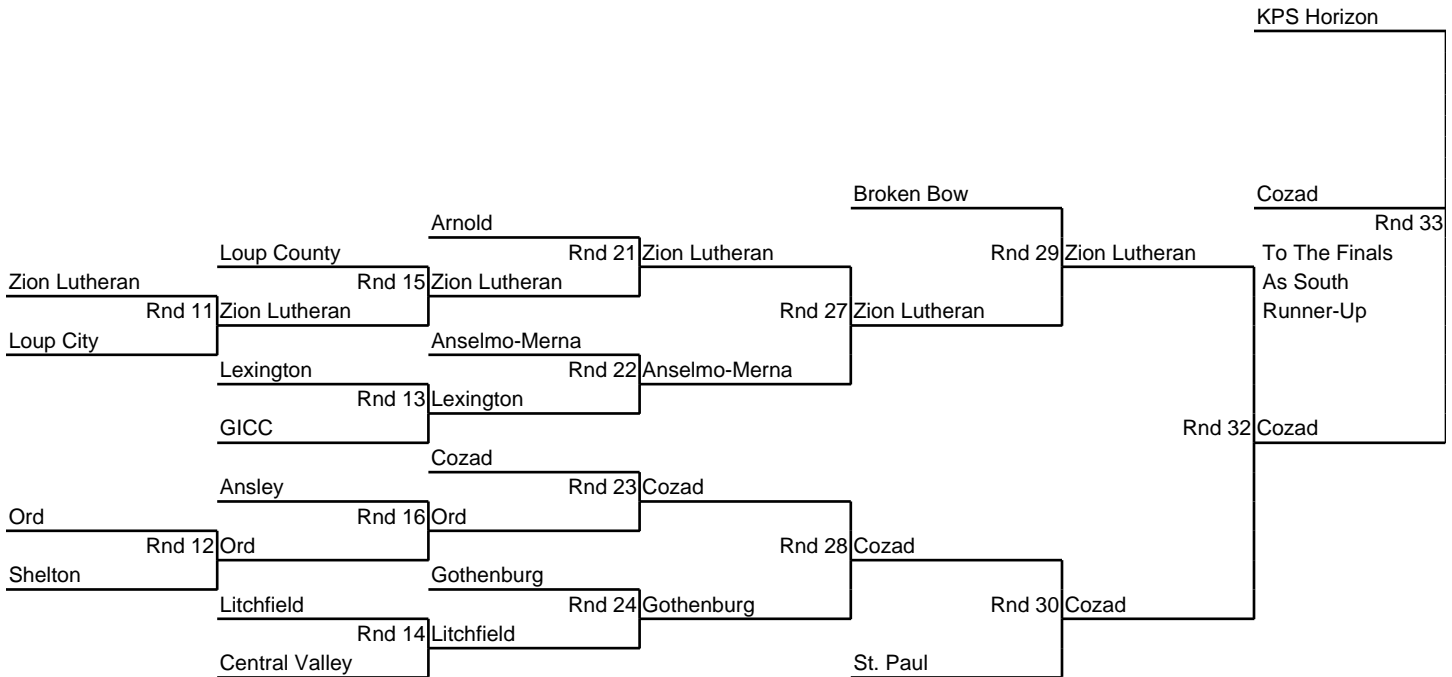 KPS Horizon
Broken Bow
Cozad
Arnold
Rnd 33
Loup County
Rnd 21 Zion Lutheran
Rnd 29 Zion Lutheran
To The Finals
Zion Lutheran
Rnd 15 Zion Lutheran
As South
Rnd 11 Zion Lutheran
Rnd 27 Zion Lutheran
Runner-Up
Loup City
Anselmo-Merna
Lexington
Rnd 22 Anselmo-Merna
Rnd 13 Lexington
GICC
Rnd 32 Cozad
Cozad
Ansley
Rnd 23 Cozad
Ord
Rnd 16 Ord
Rnd 12 Ord
Rnd 28 Cozad
Shelton
Gothenburg
Litchfield
Rnd 24 Gothenburg
Rnd 30 Cozad
Rnd 14 Litchfield
Central Valley
St. Paul